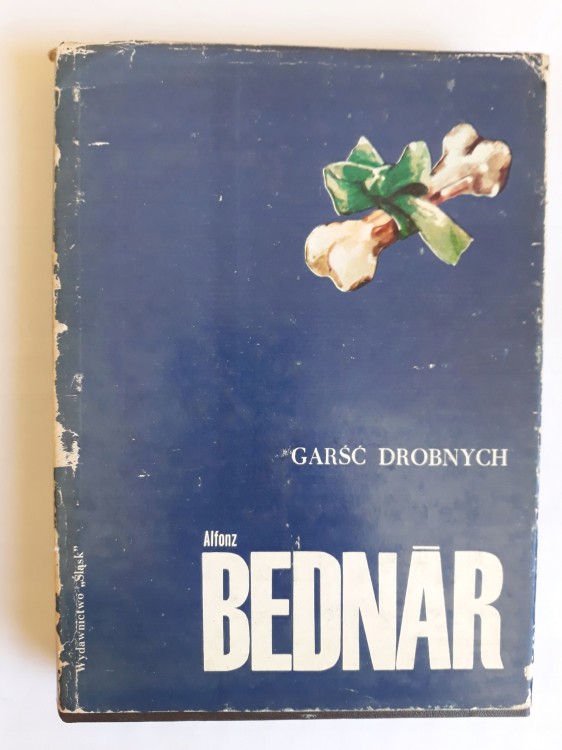 GARŚĆ DROBNYCH
Alfonz
BEDNÁR
Wydawnictwo „Śląsk"